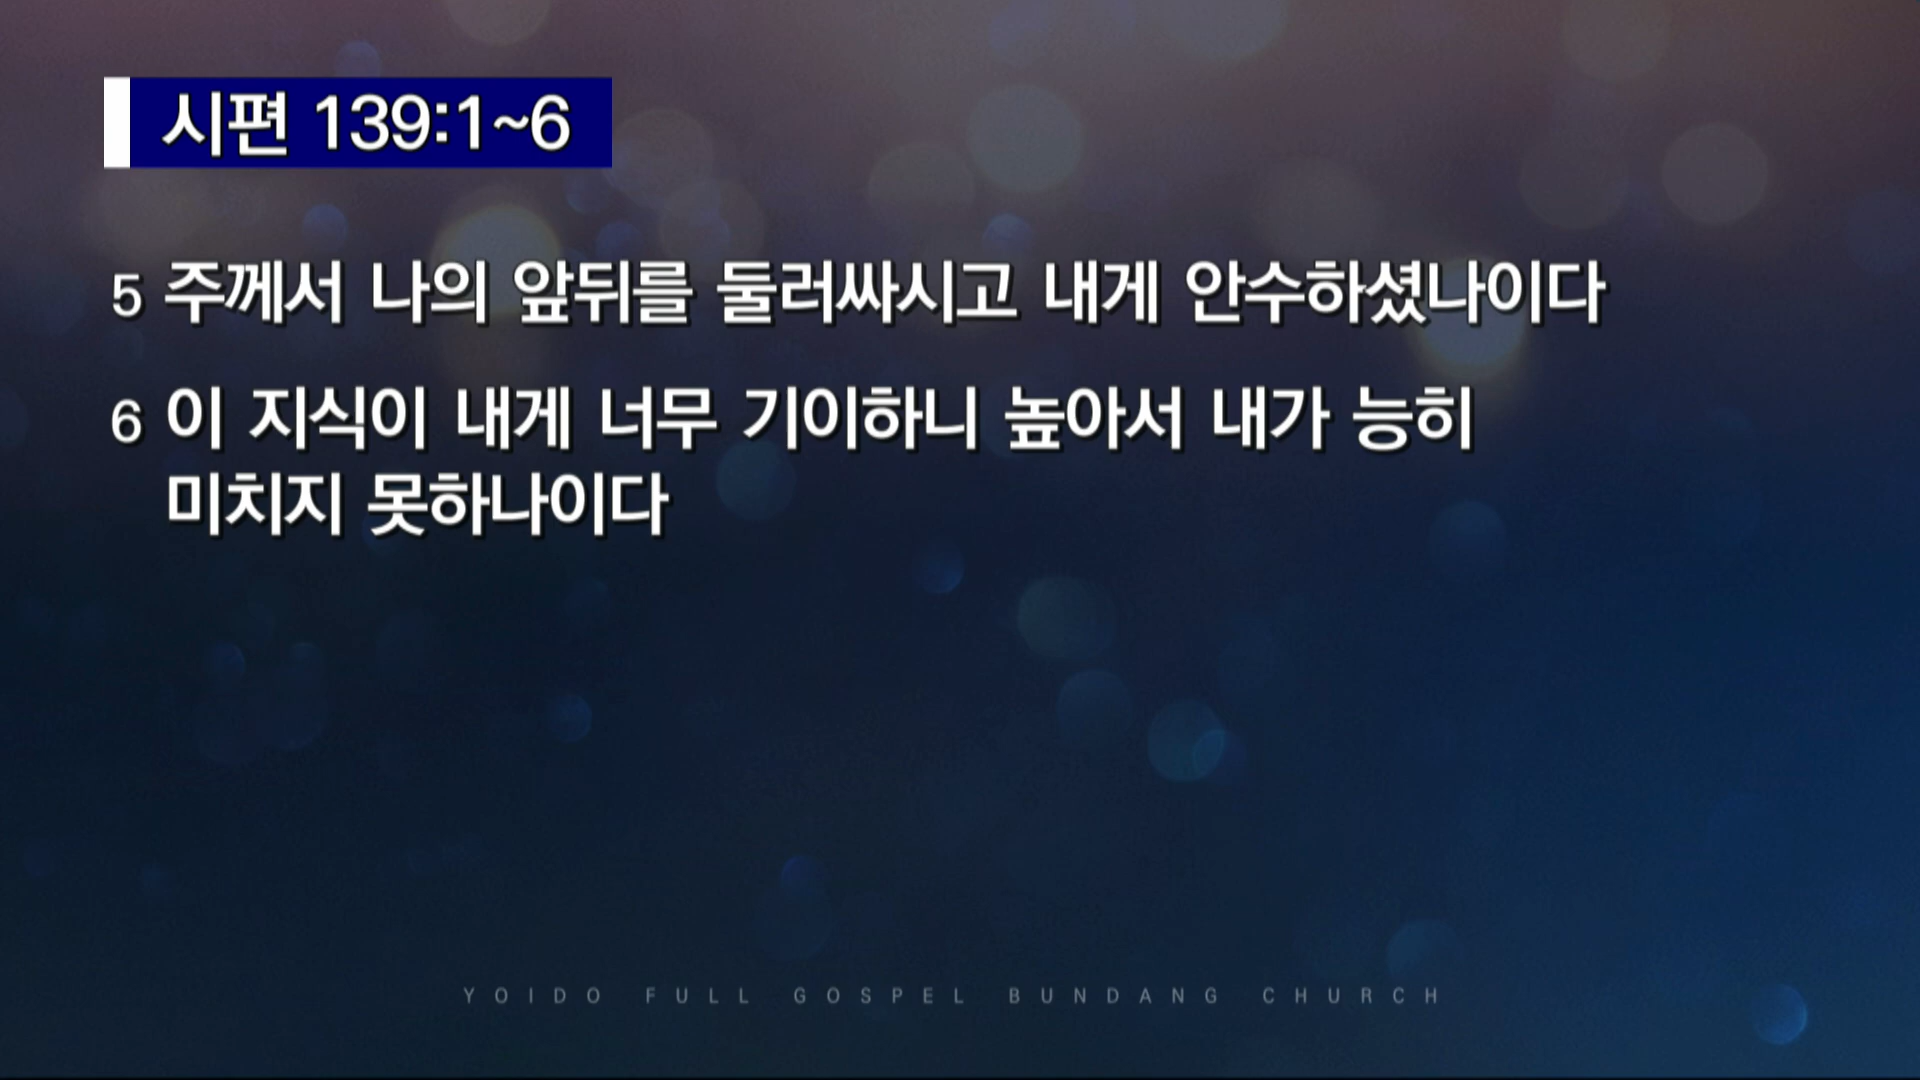 시편 139:1~6
5 주께서 나의 앞뒤를 둘러싸시고 내게 안수하셨나이다
6 이 지식이 내게 너무 기이하니 높아서 내가 능히
미치지 못하나이다
YOIDO FULL GOSPEL BUNDANG CHURCH